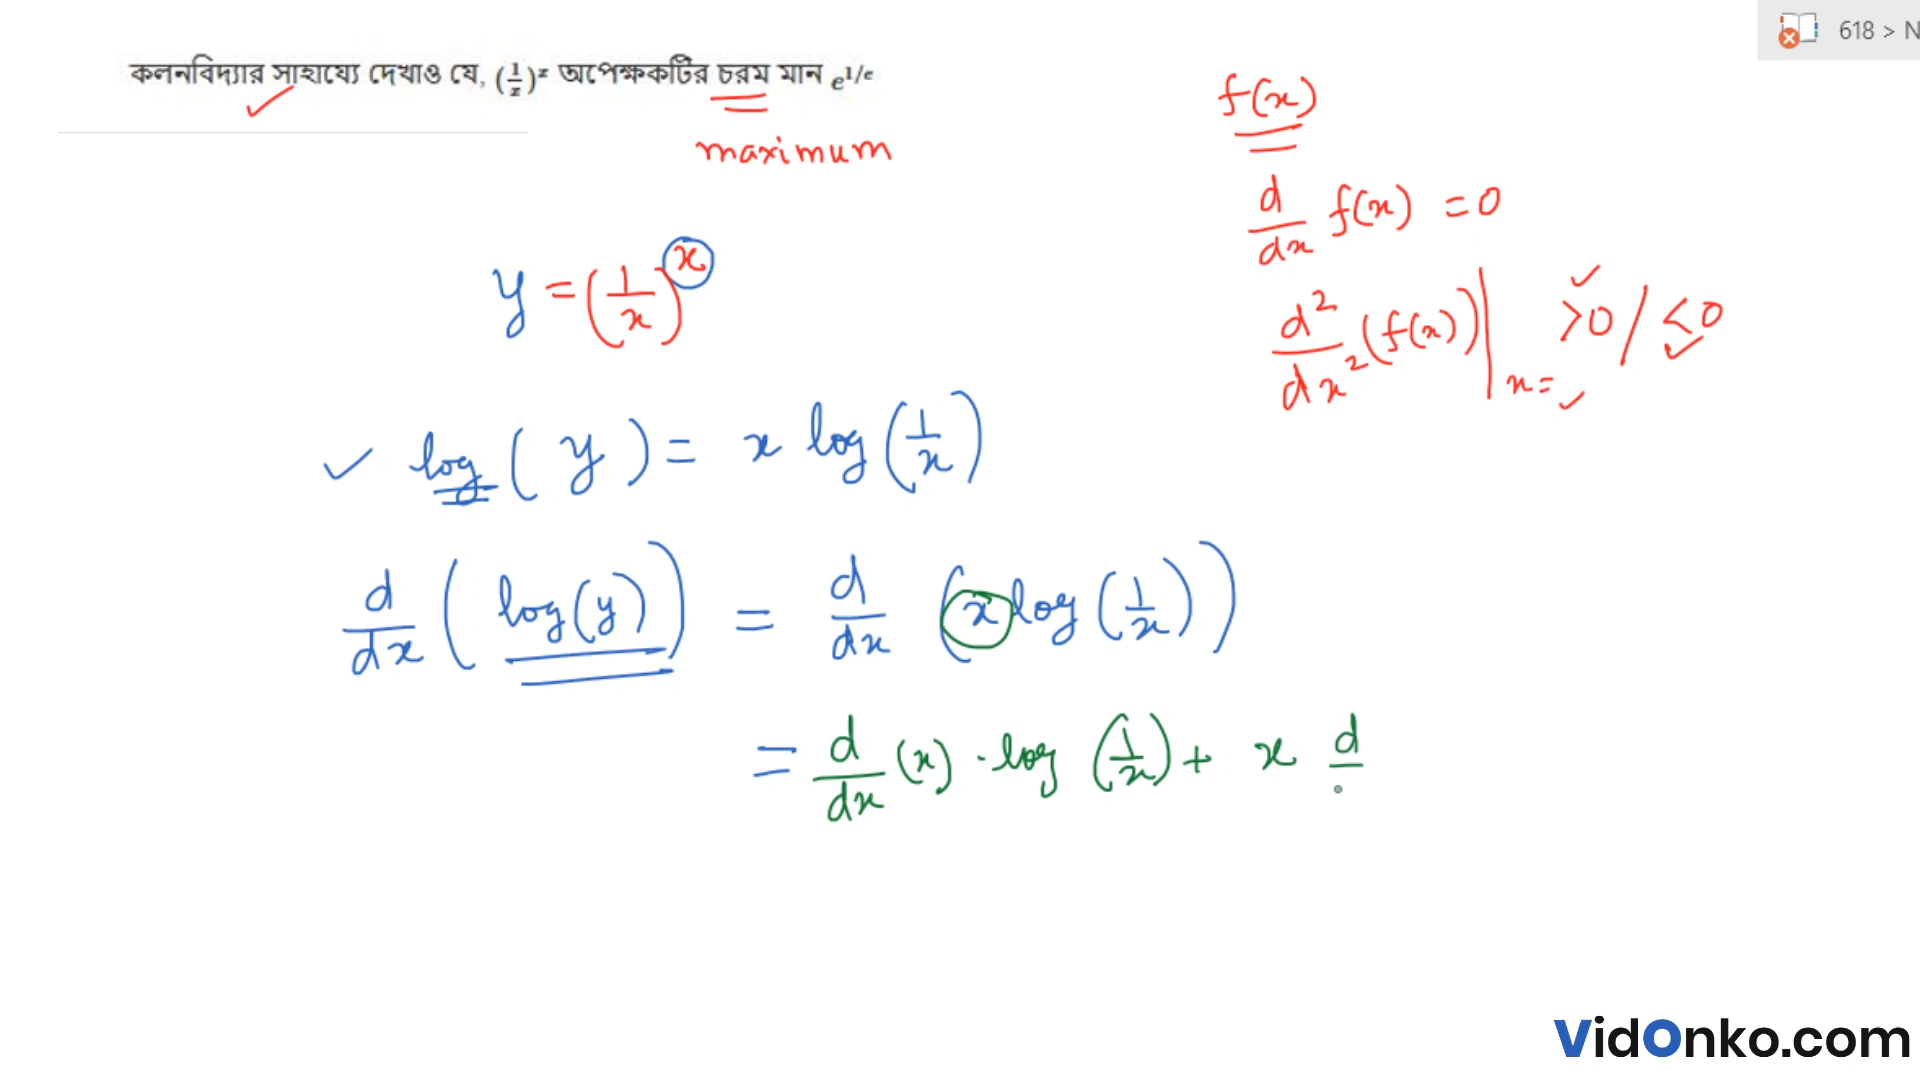 618 > N
কলনবিদ্যার সাহায্যে দেখাও যে, (1/x)^x অপেক্ষকটির চরম মান e^{1/e}
maximum
f(x)
d/dx f(x) = 0
d²/dx² (f(x))| x= >0 / <0
y = (1/x)^x
log(y) = x log(1/x)
d/dx (log(y)) = d/dx (x log(1/x))
= d/dx (x) · log(1/x) + x d
VidOnko.com